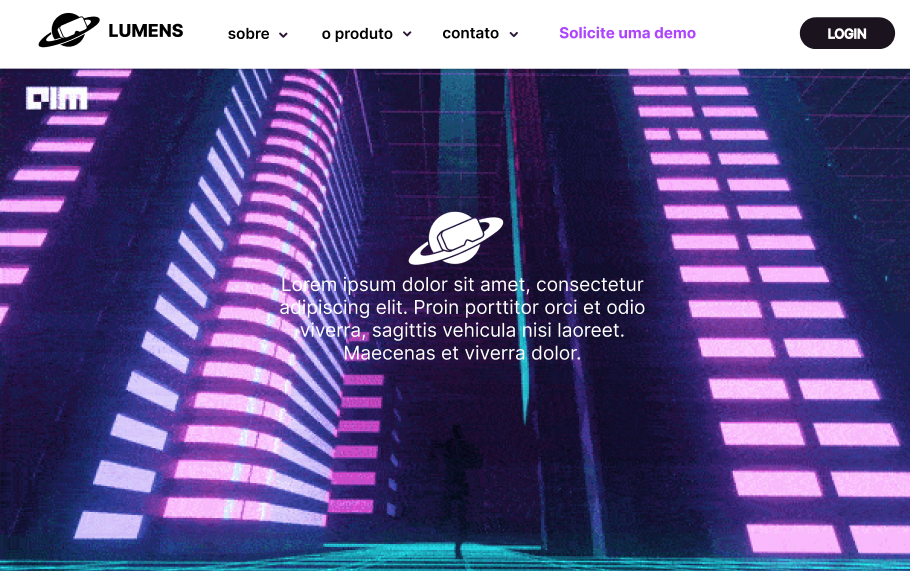 LUMENS
sobre
o produto
contato
Solicite uma demo
LOGIN
Lorem ipsum dolor sit amet, consectetur
adipiscing elit. Proin porttitor orci et odio
viverra, sagittis vehicula nisi laoreet.
Maecenas et viverra dolor.